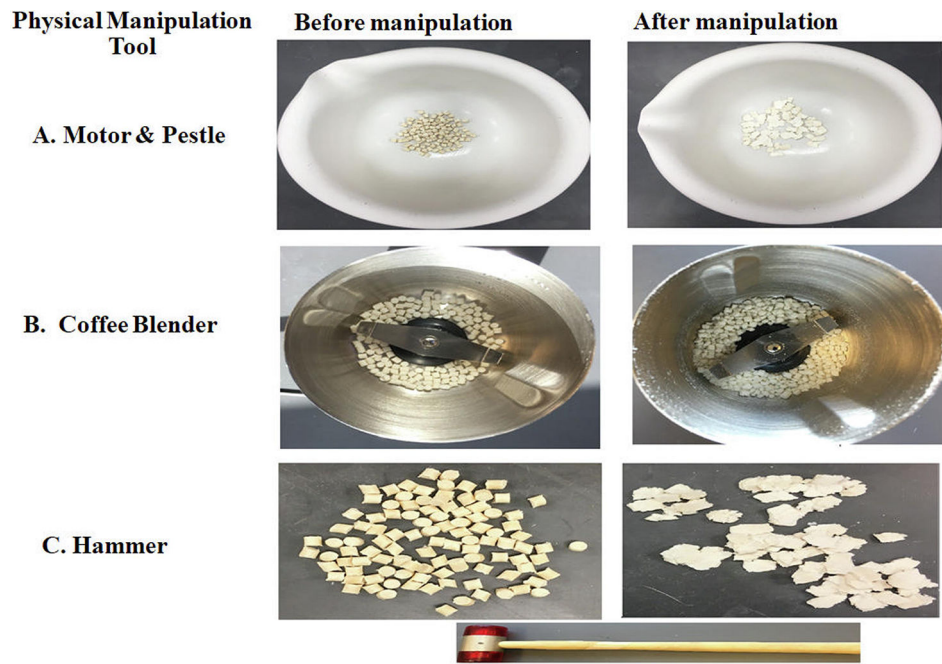 Physical Manipulation
Tool
Before manipulation
After manipulation
A. Motor & Pestle
B. Coffee Blender
C. Hammer